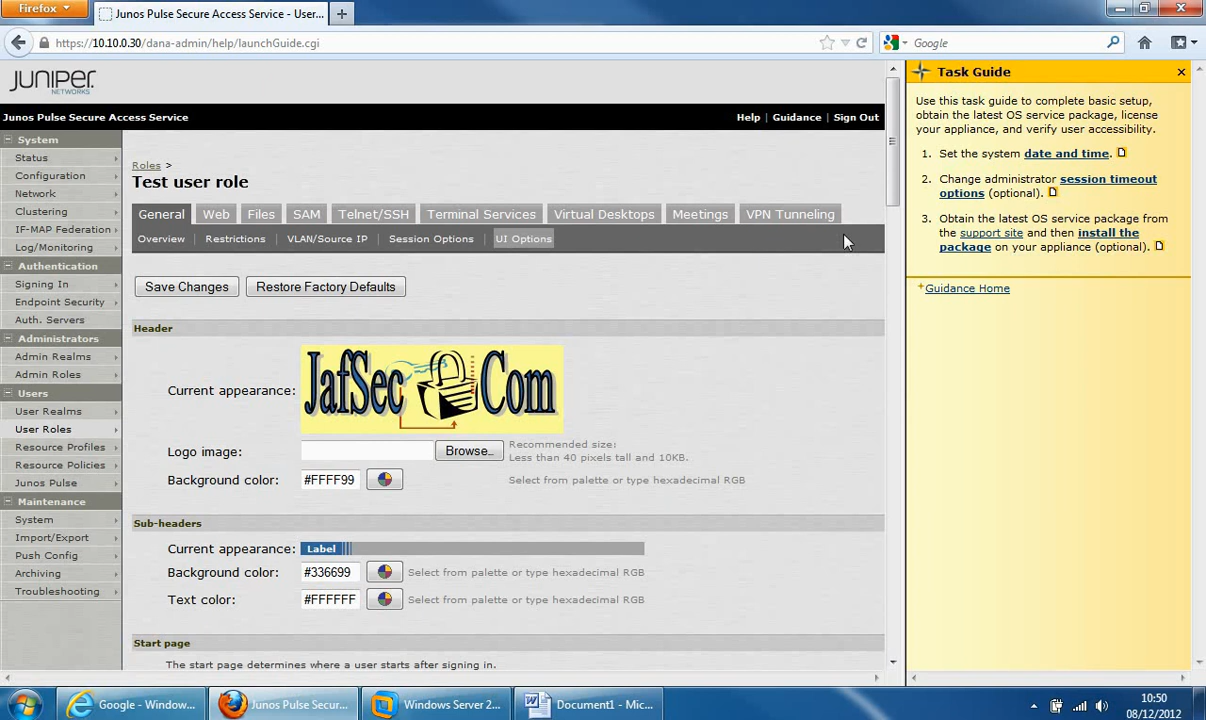 Firefox
Junos Pulse Secure Access Service - User...
https://10.10.0.30/dana-admin/help/launchGuide.cgi
Google
JUNIPER
NETWORKS
Junos Pulse Secure Access Service
Help | Guidance | Sign Out
System
Status
Configuration
Network
Clustering
IF-MAP Federation
Log/Monitoring
Authentication
Signing In
Endpoint Security
Auth. Servers
Administrators
Admin Realms
Admin Roles
Users
User Realms
User Roles
Resource Profiles
Resource Policies
Junos Pulse
Maintenance
System
Import/Export
Push Config
Archiving
Troubleshooting
Roles >
Test user role
General Web Files SAM Telnet/SSH Terminal Services Virtual Desktops Meetings VPN Tunneling
Overview Restrictions VLAN/Source IP Session Options UI Options
Save Changes Restore Factory Defaults
Header
Current appearance:
JafSec Com
Logo image:
Browse..
Recommended size:
Less than 40 pixels tall and 10KB.
Background color: #FFFF99 Select from palette or type hexadecimal RGB
Sub-headers
Current appearance: Label
Background color: #336699 Select from palette or type hexadecimal RGB
Text color: #FFFFFF Select from palette or type hexadecimal RGB
Start page
The start page determines where a user starts after signing in.
Task Guide
Use this task guide to complete basic setup,
obtain the latest OS service package, license
your appliance, and verify user accessibility.
1. Set the system date and time.
2. Change administrator session timeout
options (optional).
3. Obtain the latest OS service package from
the support site and then install the
package on your appliance (optional).
Guidance Home
Google - Window...
Junos Pulse Secur...
Windows Server 2...
Document1 - Mic...
10:50
08/12/2012